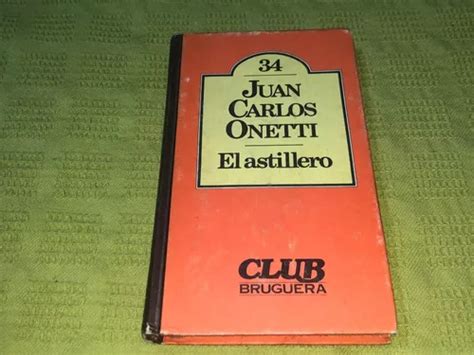 34
JUAN
CARLOS
ONETTI
El astillero
CLUB
BRUGUERA